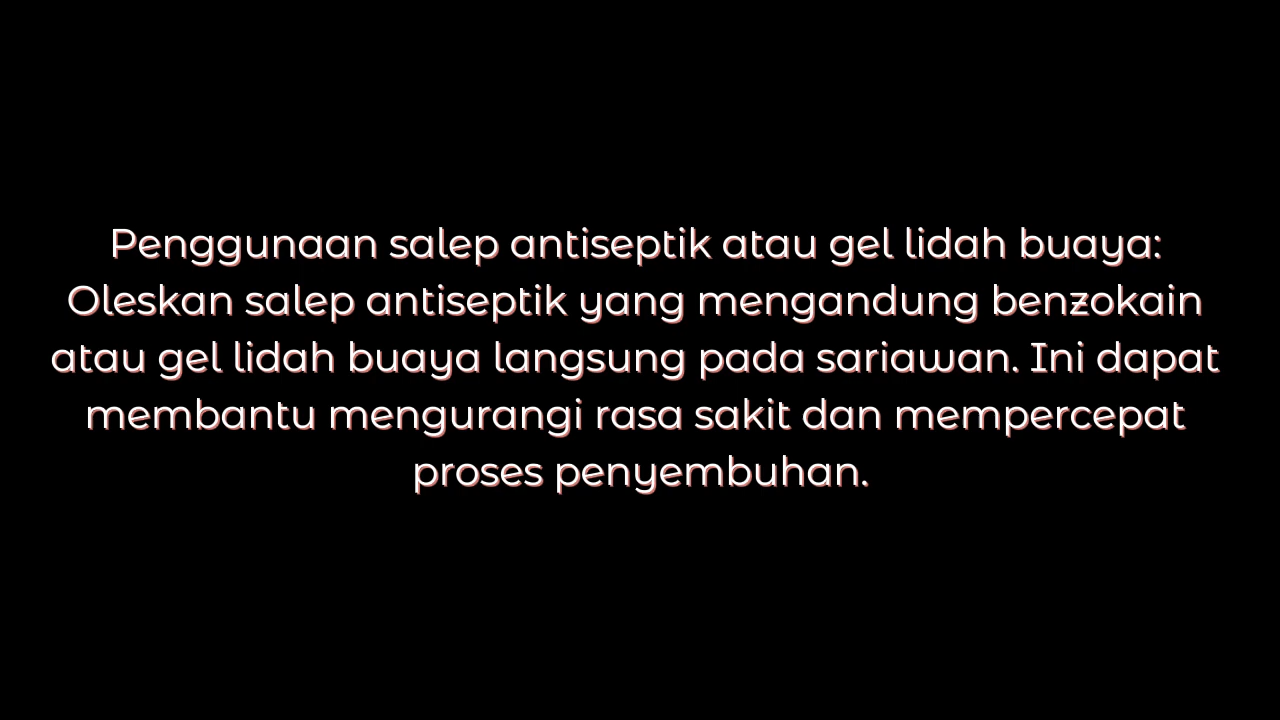 Penggunaan salep antiseptik atau gel lidah buaya:
Oleskan salep antiseptik yang mengandung benzokain
atau gel lidah buaya langsung pada sariawan. Ini dapat
membantu mengurangi rasa sakit dan mempercepat
proses penyembuhan.